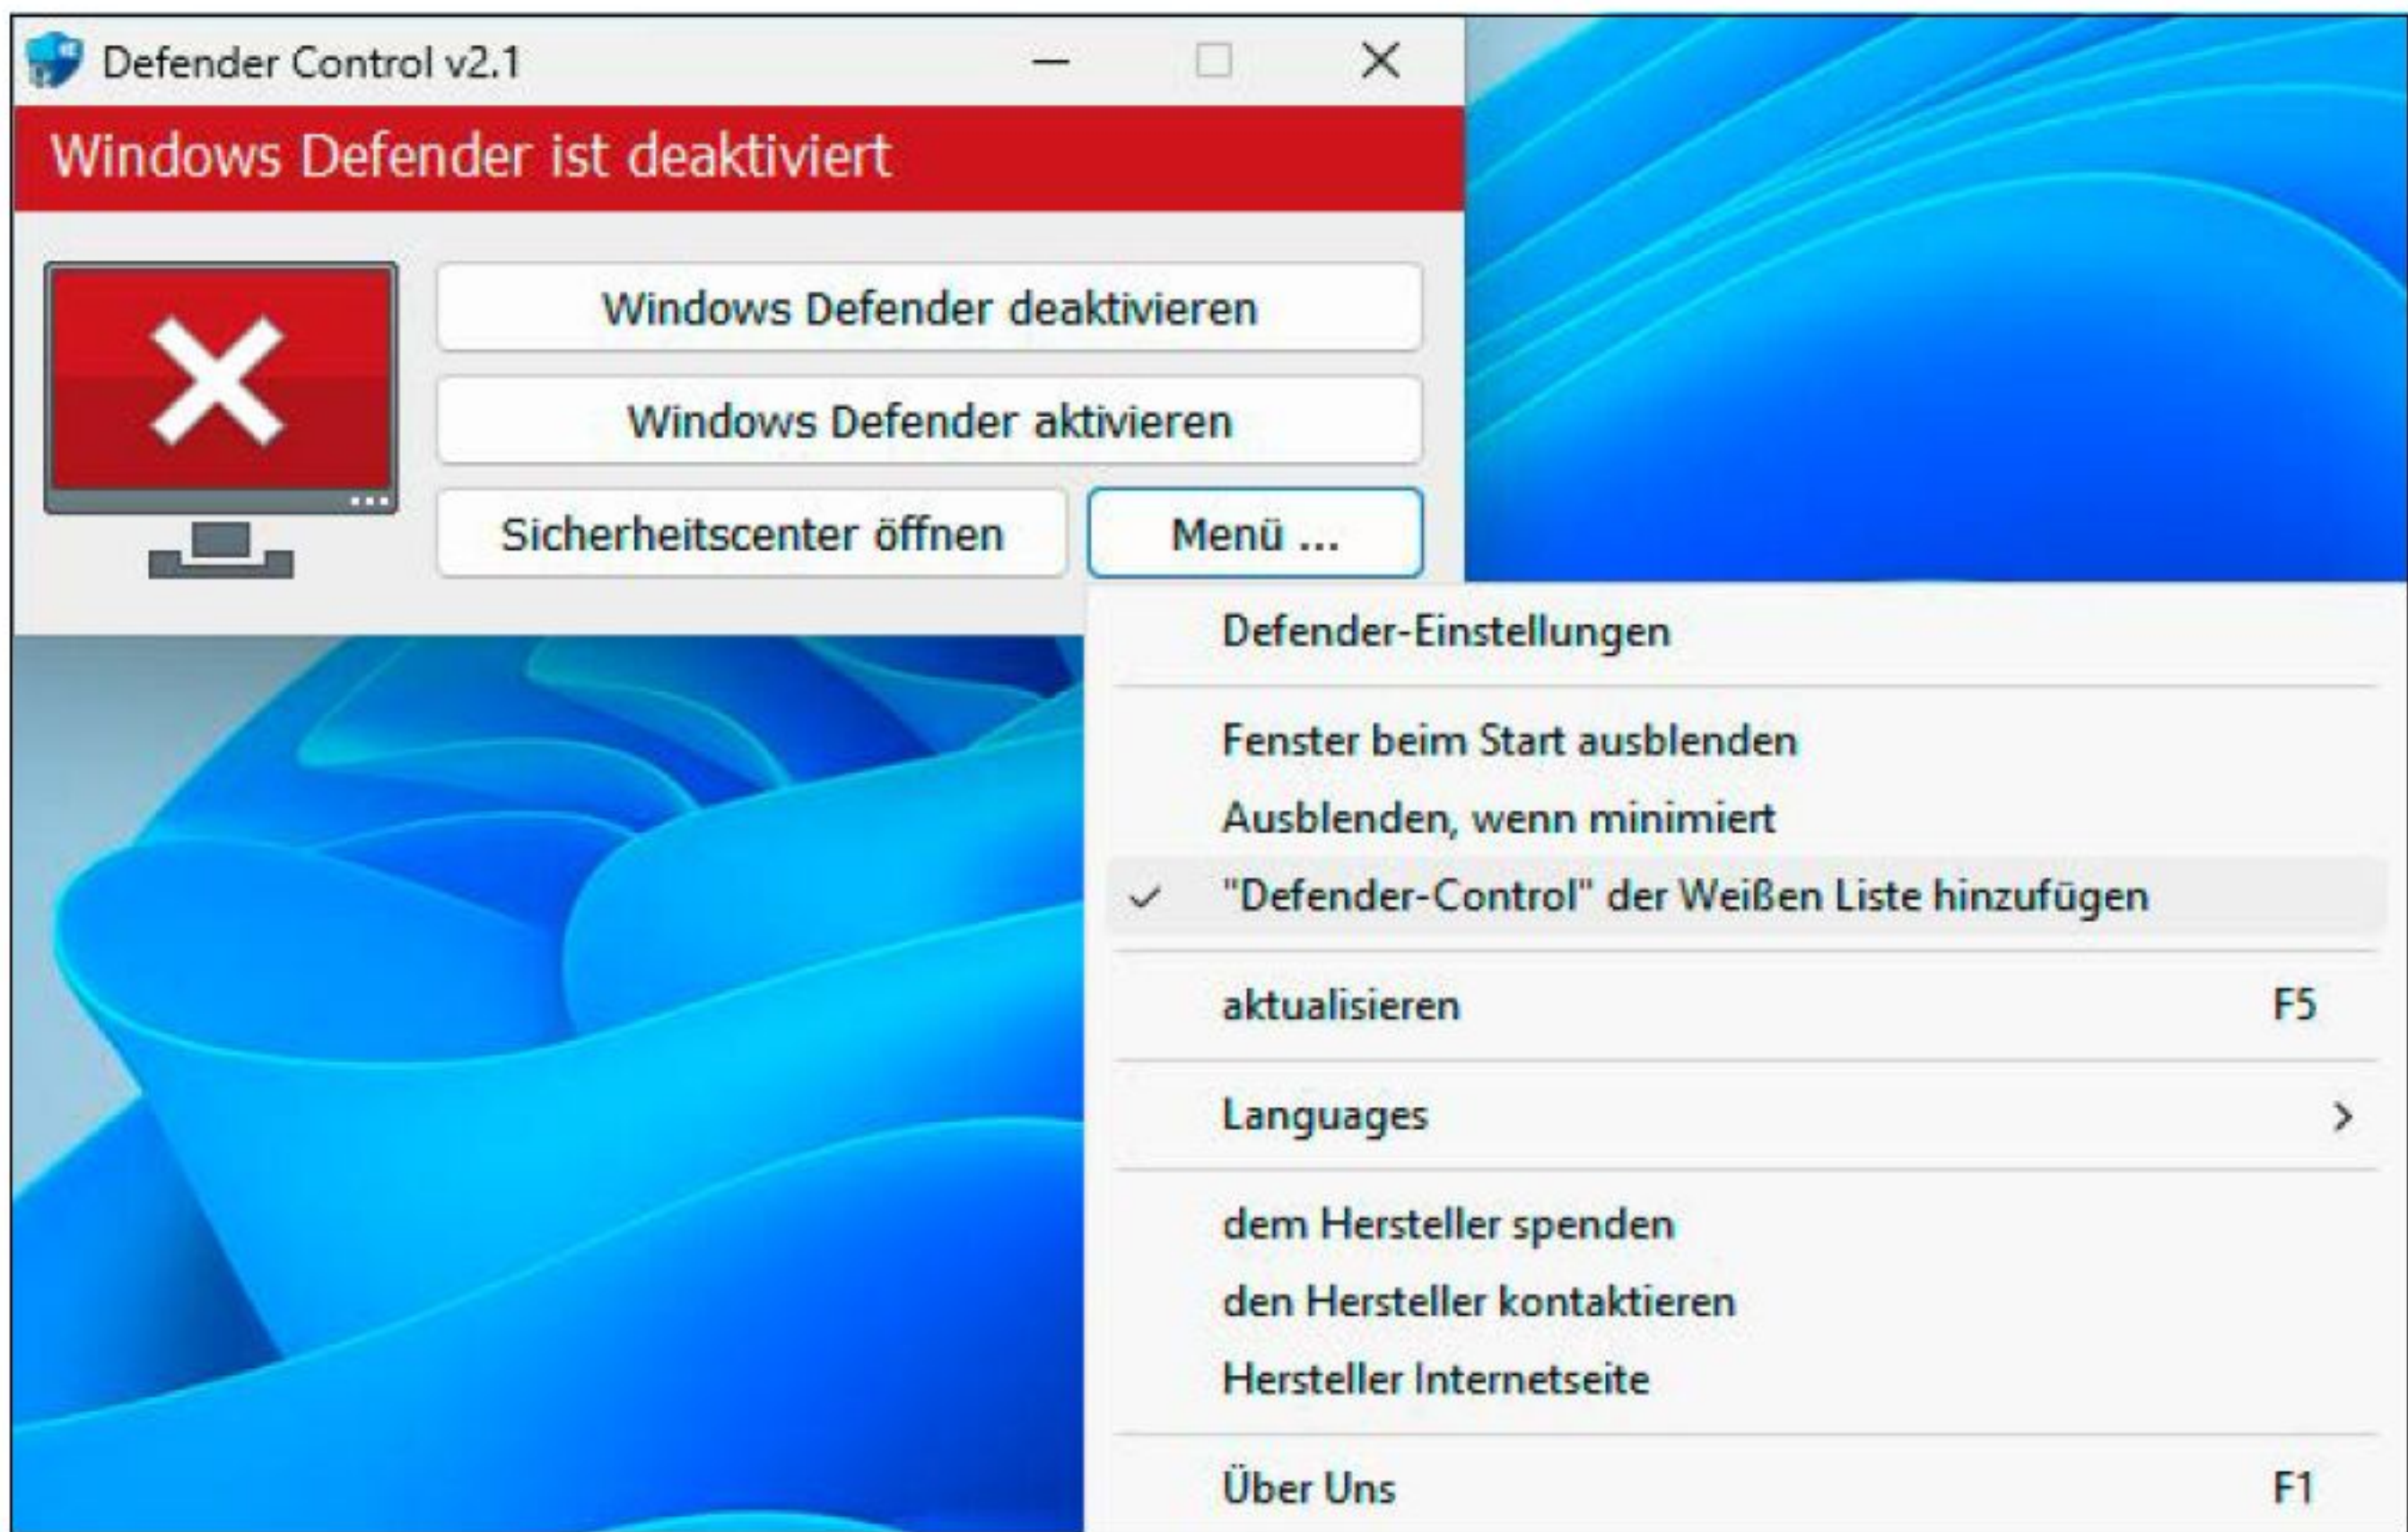 Defender Control v2.1
Windows Defender ist deaktiviert
Windows Defender deaktivieren
Windows Defender aktivieren
Sicherheitscenter öffnen
Menü ...
Defender-Einstellungen
Fenster beim Start ausblenden
Ausblenden, wenn minimiert
"Defender-Control" der Weißen Liste hinzufügen
aktualisieren F5
Languages
dem Hersteller spenden
den Hersteller kontaktieren
Hersteller Internetseite
Über Uns F1